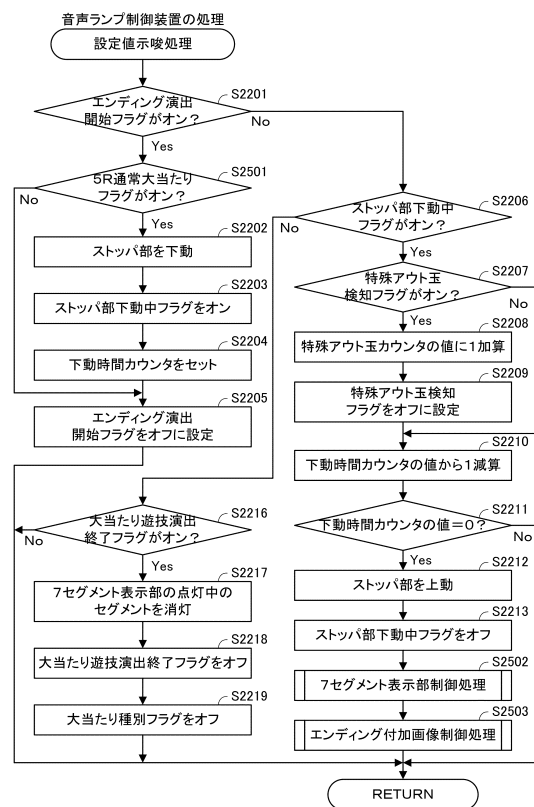 音声ランプ制御装置の処理
設定値示唆処理
S2201
エンディング演出
開始フラグがオン？
No
Yes
S2501
5R通常大当たり
フラグがオン？
No
Yes
S2202
ストッパ部を下動
S2203
ストッパ部下動中フラグをオン
S2204
下動時間カウンタをセット
S2205
エンディング演出
開始フラグをオフに設定
S2206
ストッパ部下動中
フラグがオン？
No
Yes
S2207
特殊アウト玉
検知フラグがオン？
No
Yes
S2208
特殊アウト玉カウンタの値に1加算
S2209
特殊アウト玉検知
フラグをオフに設定
S2210
下動時間カウンタの値から1減算
S2211
下動時間カウンタの値＝0？
No
Yes
S2212
ストッパ部を上動
S2213
ストッパ部下動中フラグをオフ
S2502
7セグメント表示部制御処理
S2503
エンディング付加画像制御処理
S2216
大当たり遊技演出
終了フラグがオン？
No
Yes
S2217
7セグメント表示部の点灯中の
セグメントを消灯
S2218
大当たり遊技演出終了フラグをオフ
S2219
大当たり種別フラグをオフ
RETURN